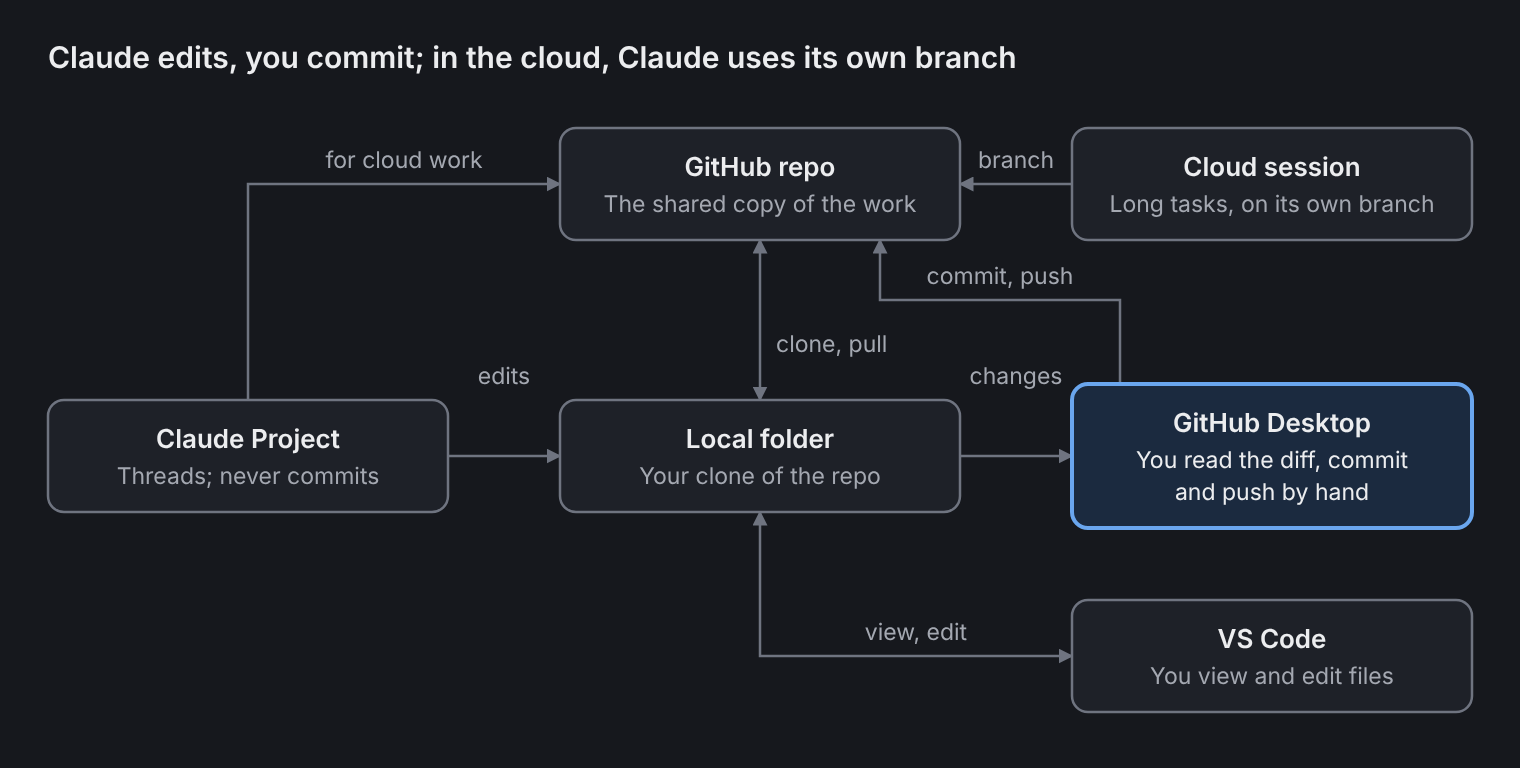 Claude edits, you commit; in the cloud, Claude uses its own branch
for cloud work
GitHub repo
The shared copy of the work
branch
Cloud session
Long tasks, on its own branch
commit, push
clone, pull
edits
changes
Claude Project
Threads; never commits
Local folder
Your clone of the repo
GitHub Desktop
You read the diff, commit
and push by hand
view, edit
VS Code
You view and edit files